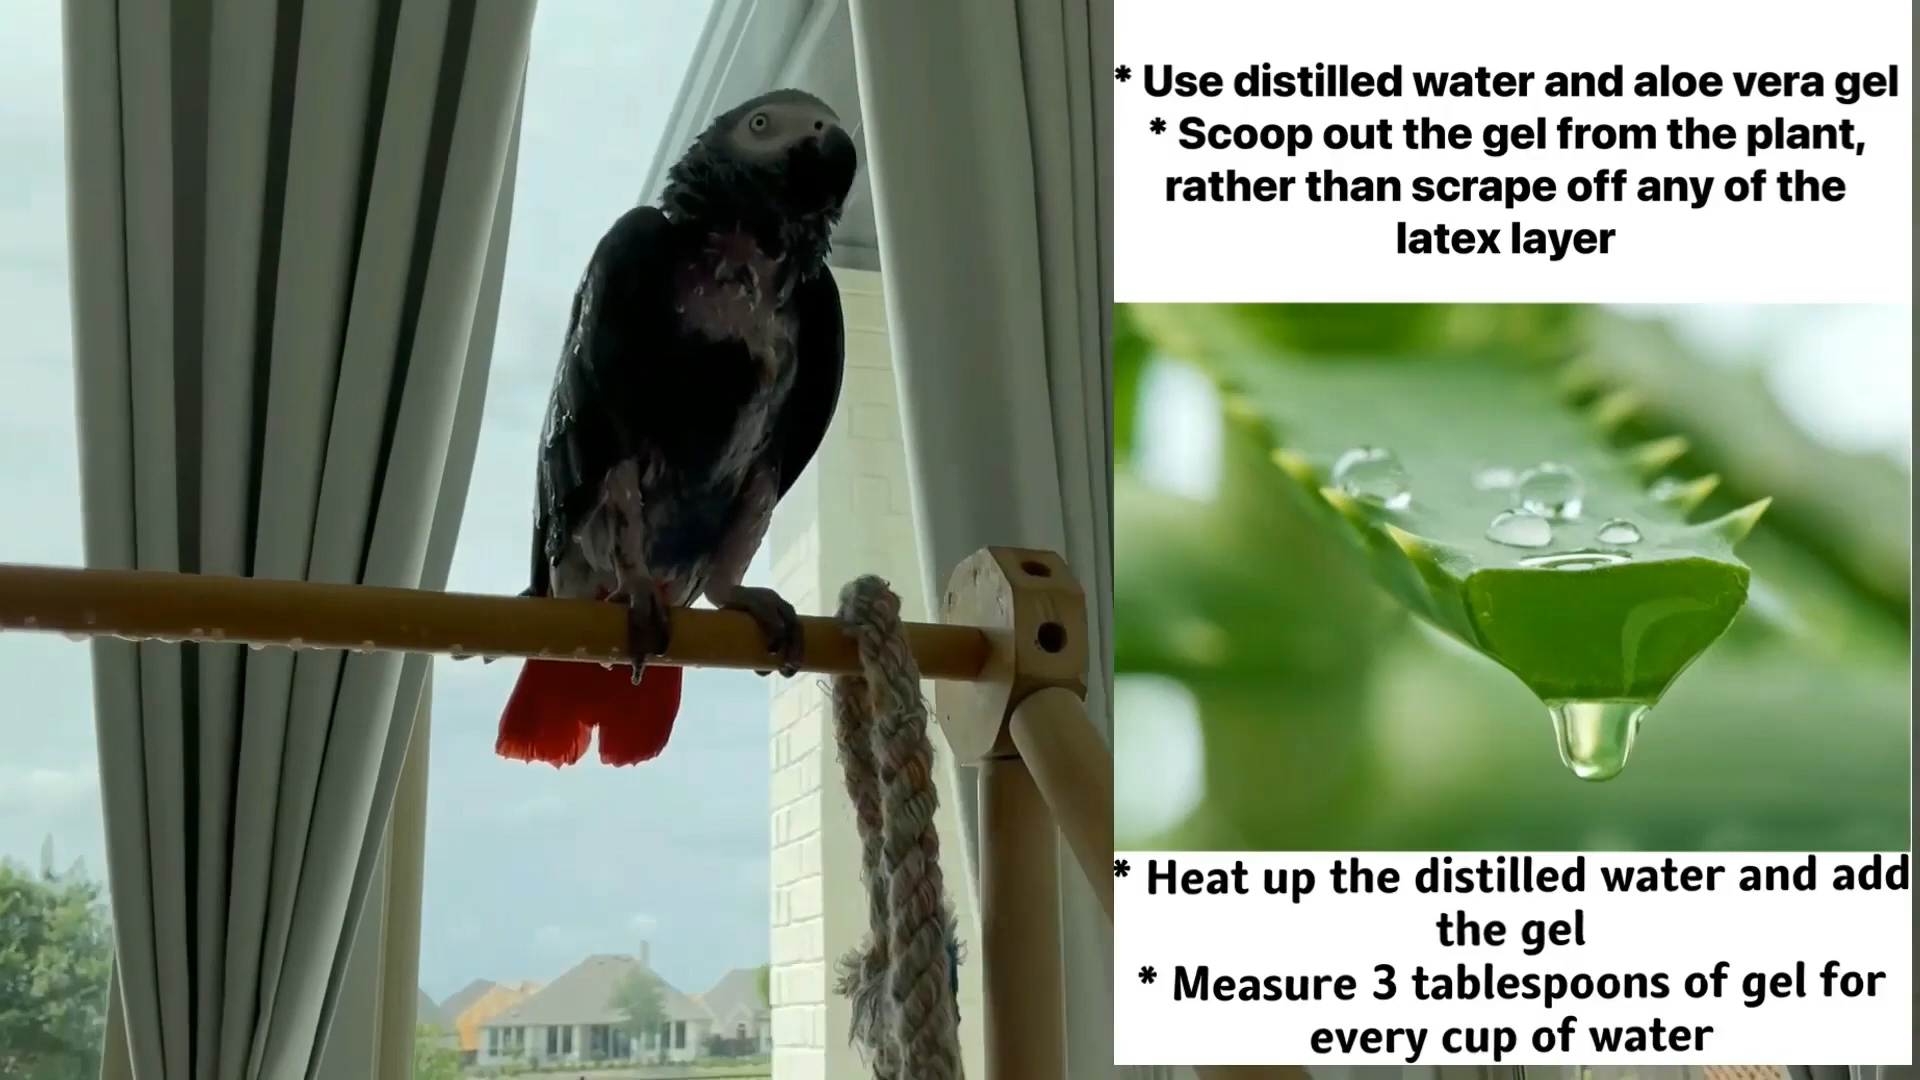 * Use distilled water and aloe vera gel
* Scoop out the gel from the plant,
rather than scrape off any of the
latex layer
* Heat up the distilled water and add
the gel
* Measure 3 tablespoons of gel for
every cup of water